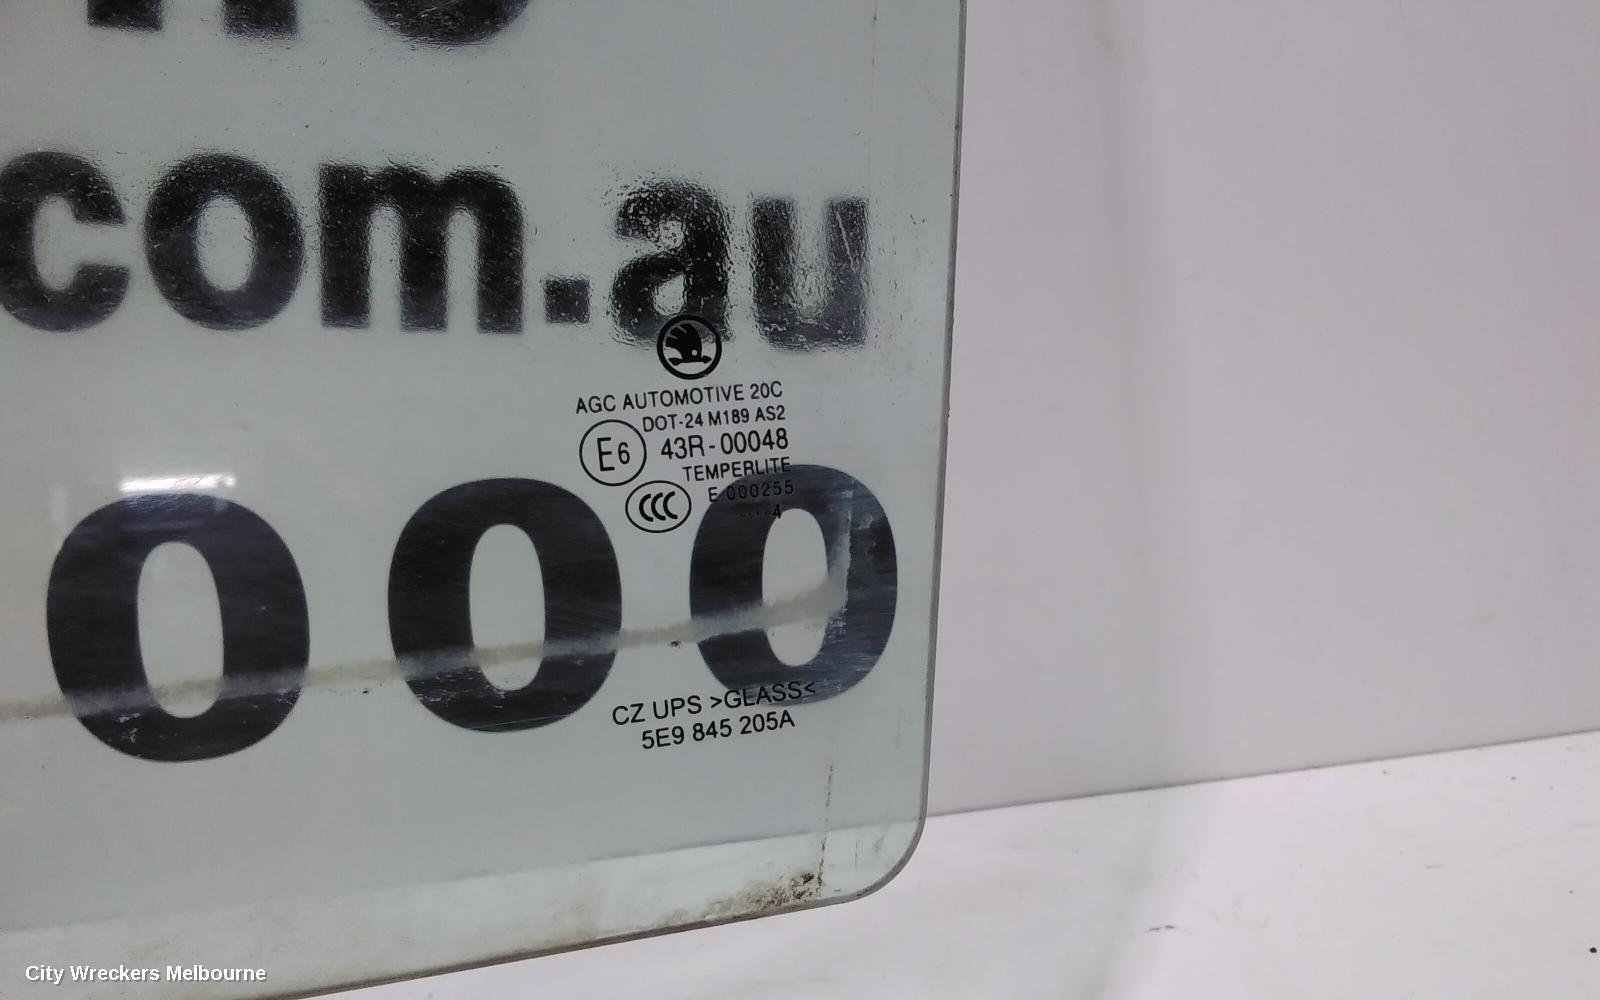 com.au
AGC AUTOMOTIVE 20C
DOT-24 M189 AS2
E6 43R-00048
TEMPERLITE
CCC E 000255
....4
000
CZ UPS >GLASS<
5E9 845 205A
City Wreckers Melbourne